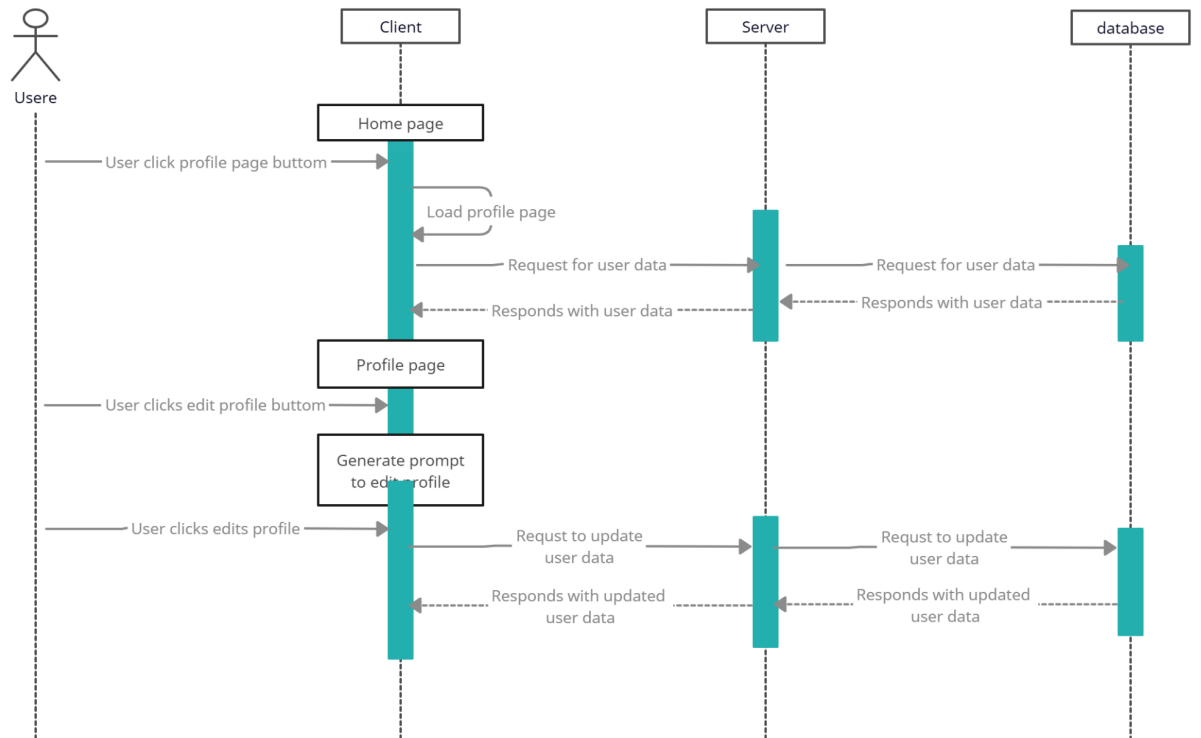 Client
Server
database
Usere
Home page
User click profile page buttom
Load profile page
Request for user data
Request for user data
Responds with user data
Responds with user data
Profile page
User clicks edit profile buttom
Generate prompt
to edit profile
User clicks edits profile
Requst to update
user data
Requst to update
user data
Responds with updated
user data
Responds with updated
user data